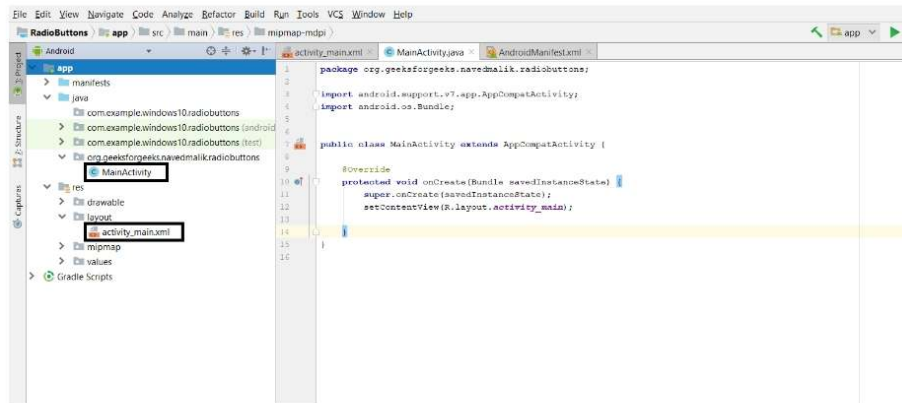 File Edit View Navigate Code Analyze Refactor Build Run Tools VCS Window Help
RadioButtons app src main res mipmap-mdpi
app
Android
activity_main.xml MainActivity.java AndroidManifest.xml
app
manifests
java
com.example.windows10.radiobuttons
com.example.windows10.radiobuttons (android
com.example.windows10.radiobuttons (test)
org.geeksforgeeks.navedmalik.radiobuttons
MainActivity
res
drawable
layout
activity_main.xml
mipmap
values
Gradle Scripts
1: Project
2: Structure
Captures
1 package org.geeksforgeeks.navedmalik.radiobuttons;
2
3 import android.support.v7.app.AppCompatActivity;
4 import android.os.Bundle;
5
6
7 public class MainActivity extends AppCompatActivity {
8
9 @Override
10 protected void onCreate(Bundle savedInstanceState) {
11 super.onCreate(savedInstanceState);
12 setContentView(R.layout.activity_main);
13
14 }
15 }
16